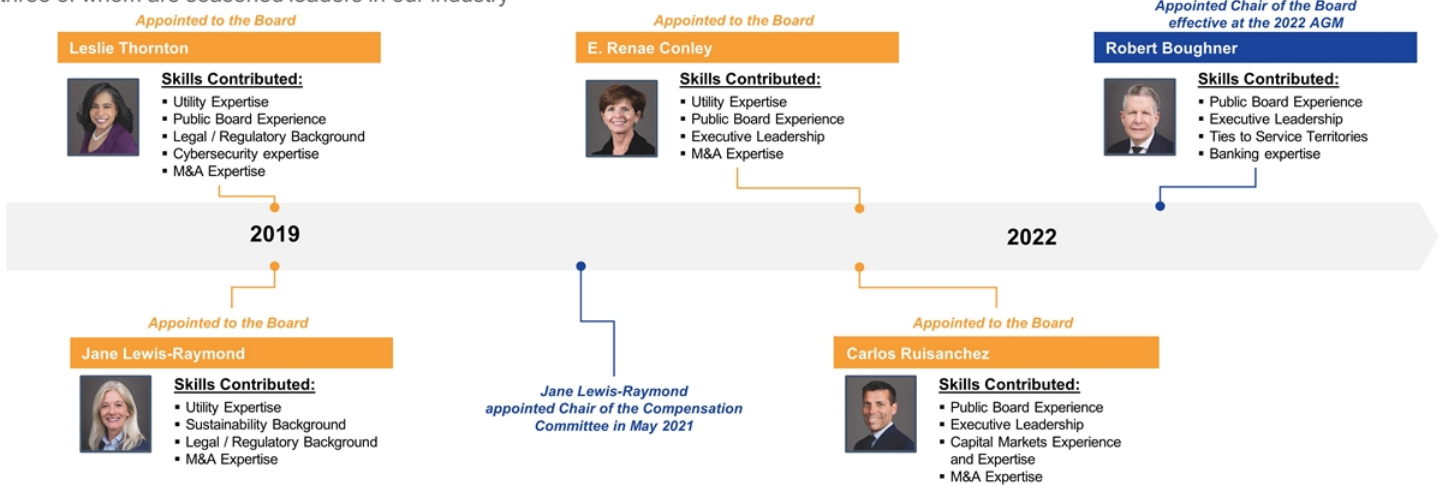 three of whom are seasoned leaders in our industry
Appointed to the Board
Leslie Thornton
Skills Contributed:
▪ Utility Expertise
▪ Public Board Experience
▪ Legal / Regulatory Background
▪ Cybersecurity expertise
▪ M&A Expertise
Appointed to the Board
E. Renae Conley
Skills Contributed:
▪ Utility Expertise
▪ Public Board Experience
▪ Executive Leadership
▪ M&A Expertise
Appointed Chair of the Board
effective at the 2022 AGM
Robert Boughner
Skills Contributed:
▪ Public Board Experience
▪ Executive Leadership
▪ Ties to Service Territories
▪ Banking expertise
2019
2022
Appointed to the Board
Jane Lewis-Raymond
Skills Contributed:
▪ Utility Expertise
▪ Sustainability Background
▪ Legal / Regulatory Background
▪ M&A Expertise
Jane Lewis-Raymond
appointed Chair of the Compensation
Committee in May 2021
Appointed to the Board
Carlos Ruisanchez
Skills Contributed:
▪ Public Board Experience
▪ Executive Leadership
▪ Capital Markets Experience
and Expertise
▪ M&A Expertise